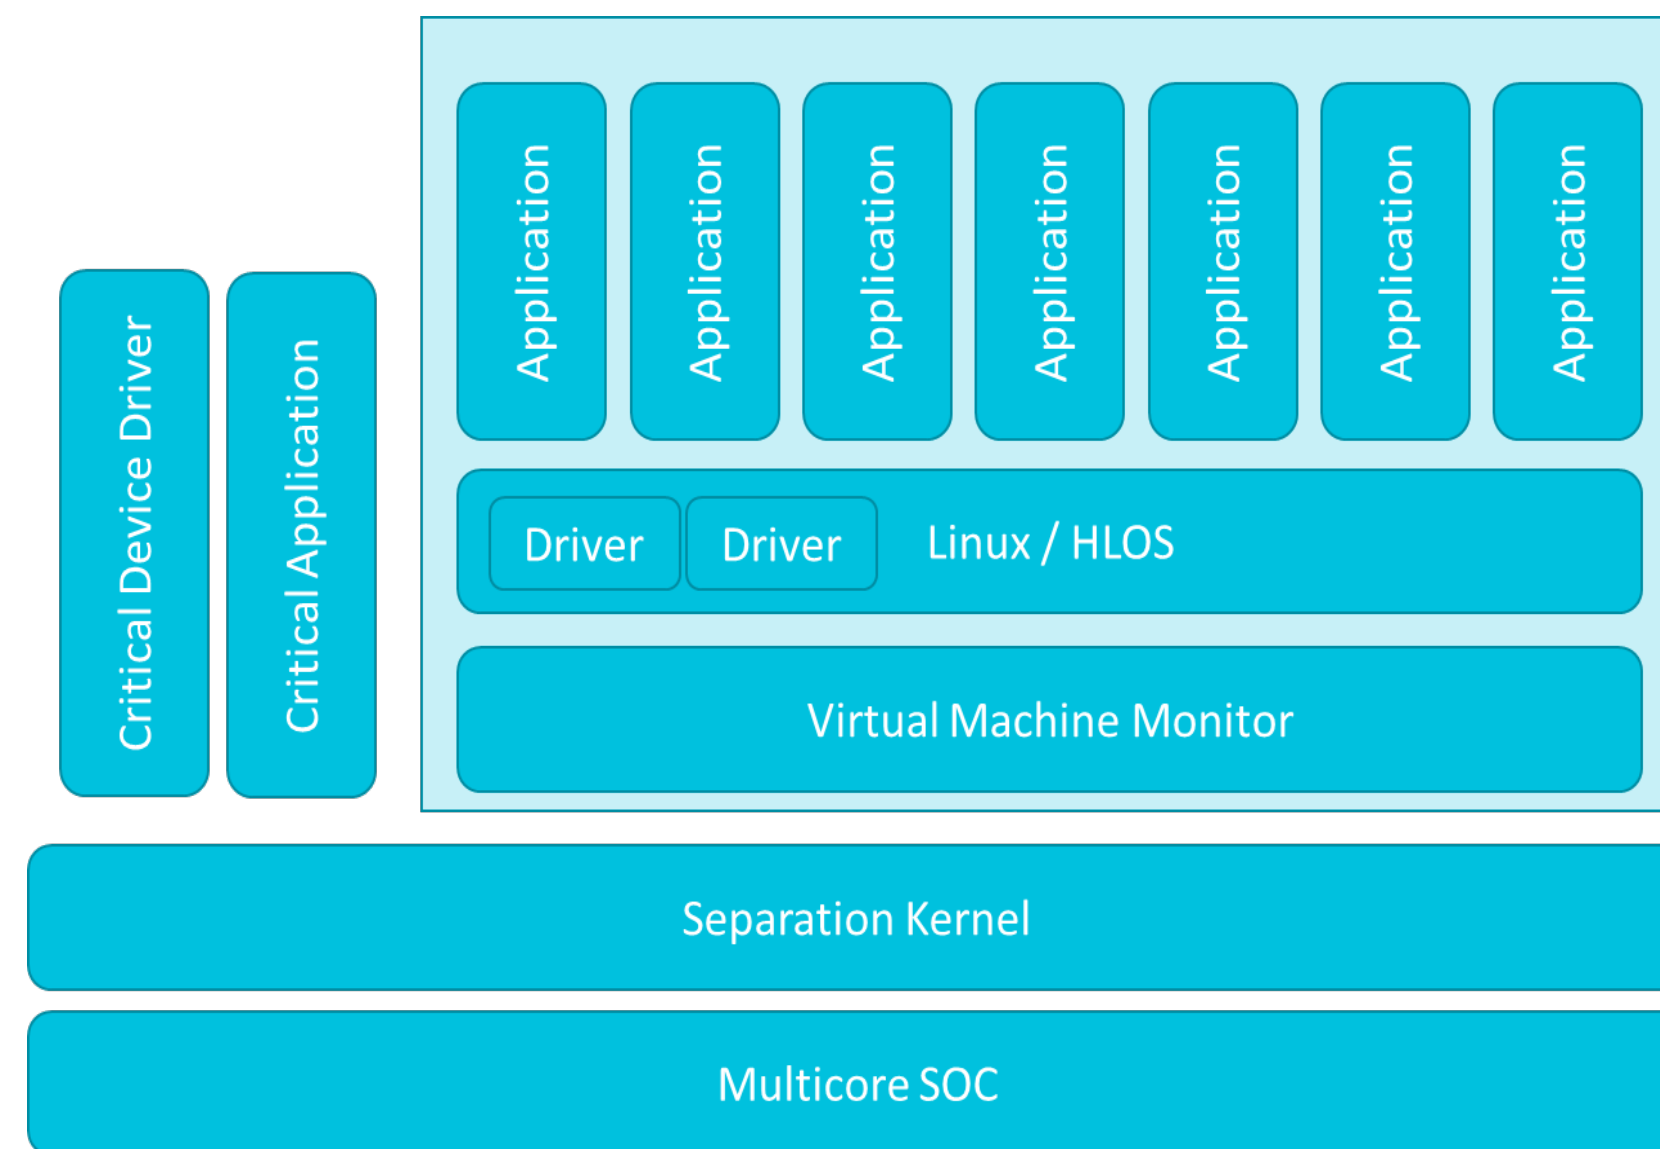 Critical Device Driver
Critical Application
Application
Application
Application
Application
Application
Application
Application
Driver
Driver
Linux / HLOS
Virtual Machine Monitor
Separation Kernel
Multicore SOC